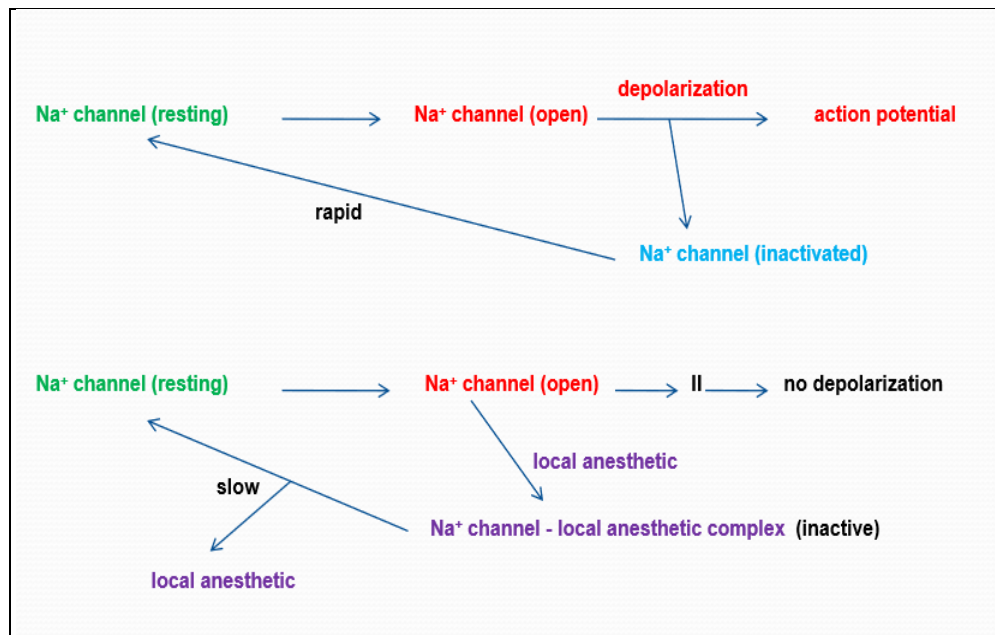 depolarization
Na⁺ channel (resting) Na⁺ channel (open) action potential
rapid
Na⁺ channel (inactivated)
Na⁺ channel (resting) Na⁺ channel (open) II no depolarization
local anesthetic
slow
Na⁺ channel - local anesthetic complex (inactive)
local anesthetic